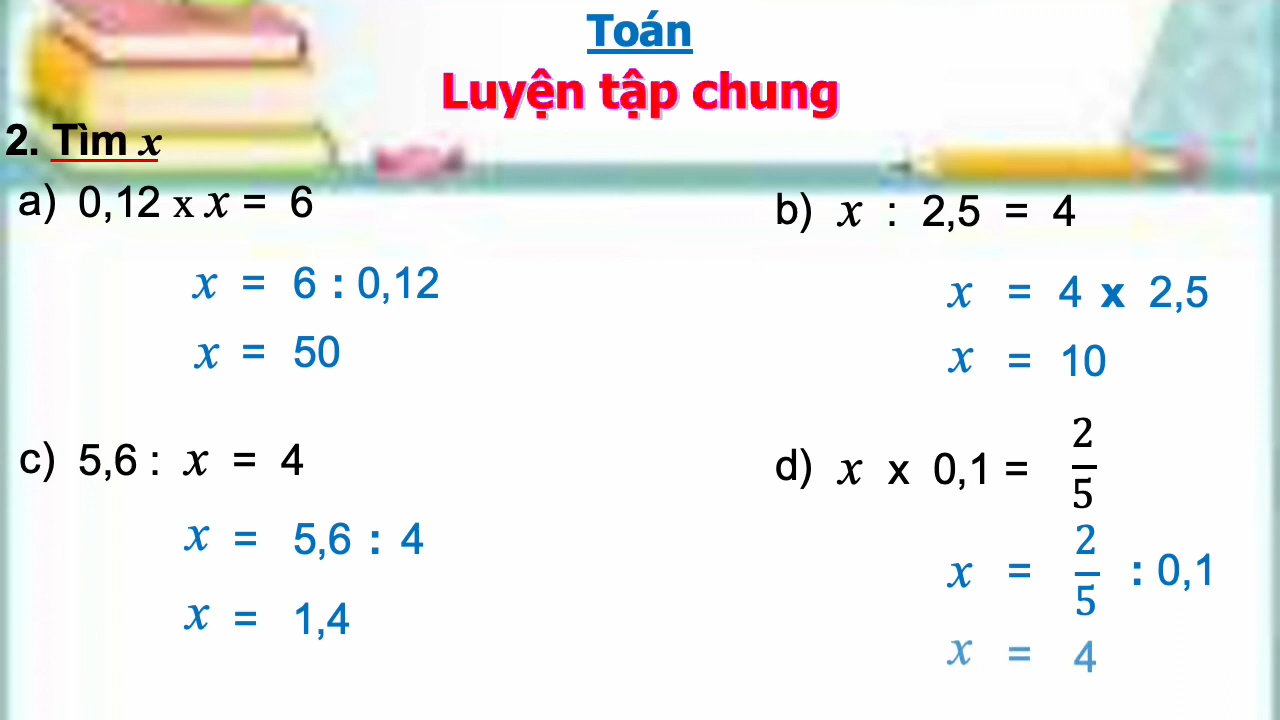 Toán
Luyện tập chung
2. Tìm x
a) 0,12 x x = 6
x = 6 : 0,12
x = 50
b) x : 2,5 = 4
x = 4 x 2,5
x = 10
c) 5,6 : x = 4
x = 5,6 : 4
x = 1,4
d) x x 0,1 = 2/5
x = 2/5 : 0,1
x = 4